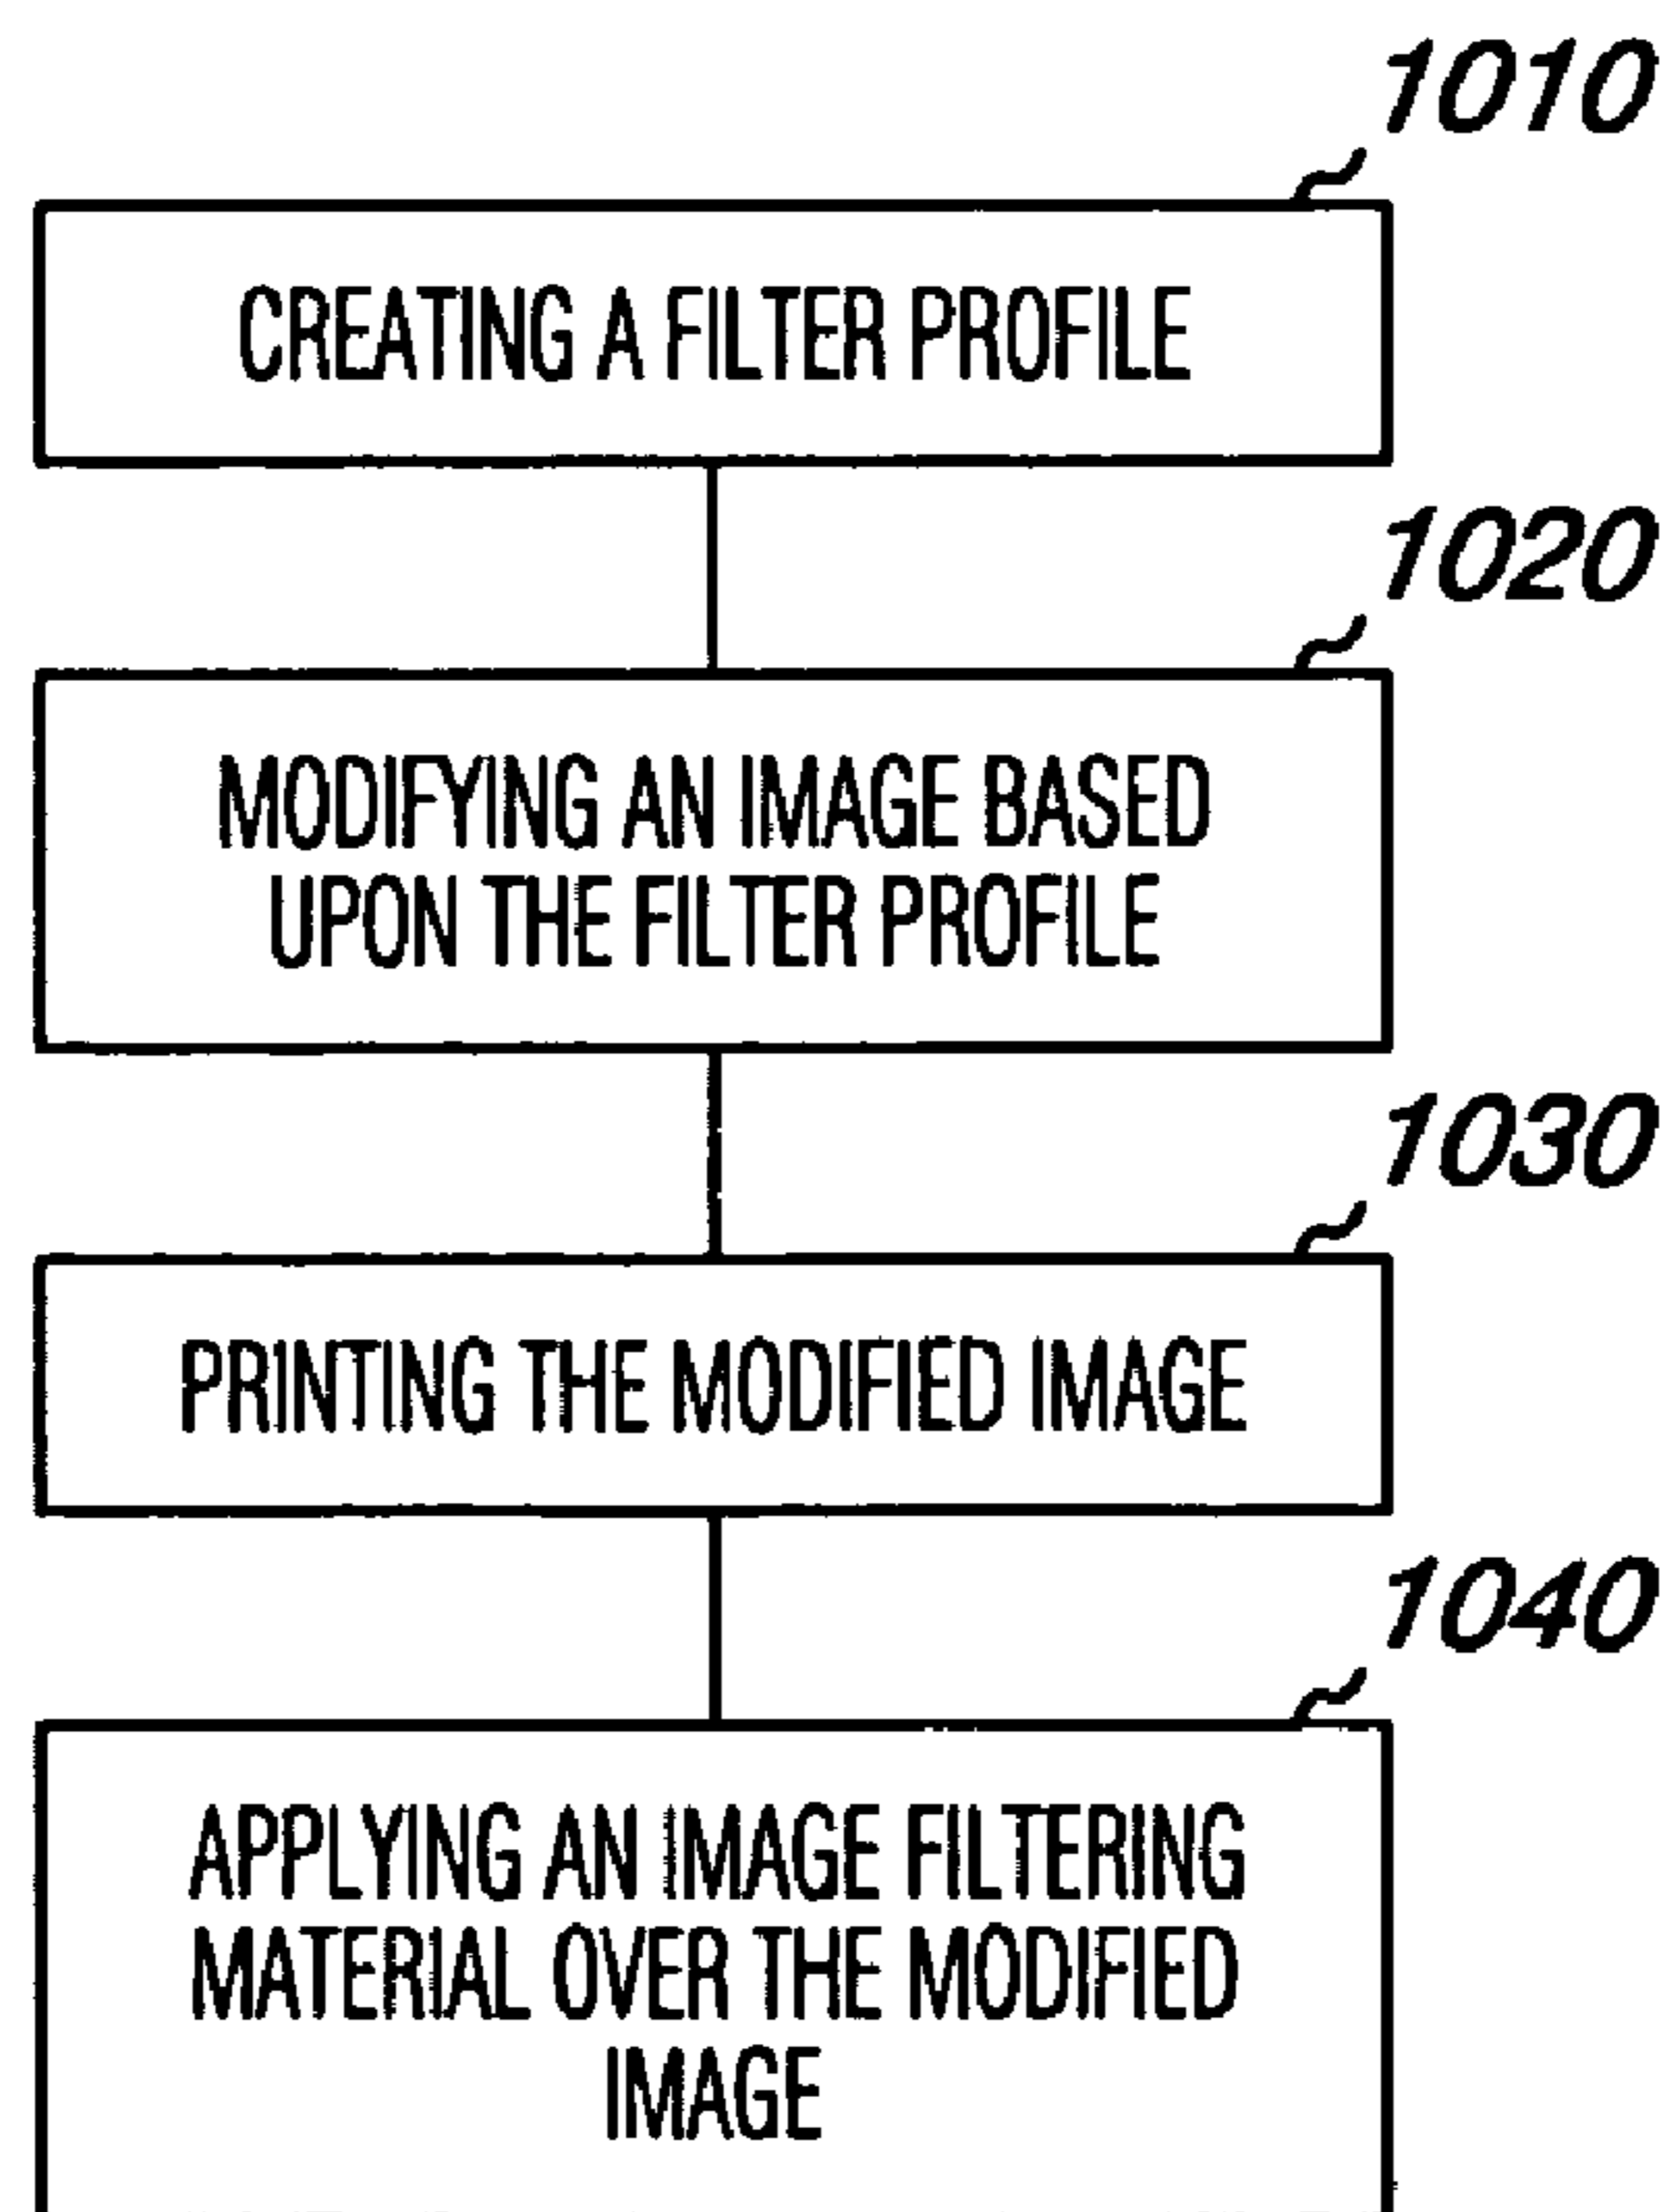 1010
CREATING A FILTER PROFILE
1020
MODIFYING AN IMAGE BASED
UPON THE FILTER PROFILE
1030
PRINTING THE MODIFIED IMAGE
1040
APPLYING AN IMAGE FILTERING
MATERIAL OVER THE MODIFIED
IMAGE